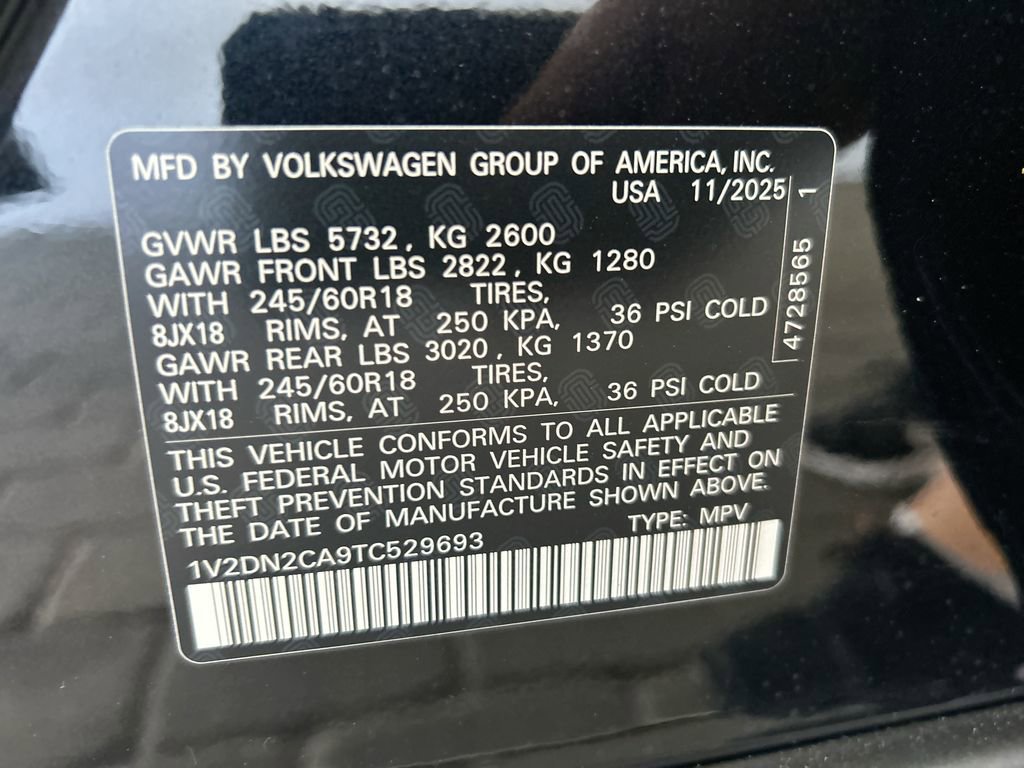 MFD BY VOLKSWAGEN GROUP OF AMERICA, INC.
USA 11/2025
GVWR LBS 5732, KG 2600
GAWR FRONT LBS 2822, KG 1280
WITH 245/60R18 TIRES,
8JX18 RIMS, AT 250 KPA, 36 PSI COLD
GAWR REAR LBS 3020, KG 1370
WITH 245/60R18 TIRES,
8JX18 RIMS, AT 250 KPA, 36 PSI COLD
THIS VEHICLE CONFORMS TO ALL APPLICABLE
U.S. FEDERAL MOTOR VEHICLE SAFETY AND
THEFT PREVENTION STANDARDS IN EFFECT ON
THE DATE OF MANUFACTURE SHOWN ABOVE.
TYPE: MPV
1V2DN2CA9TC529693
4728565 1